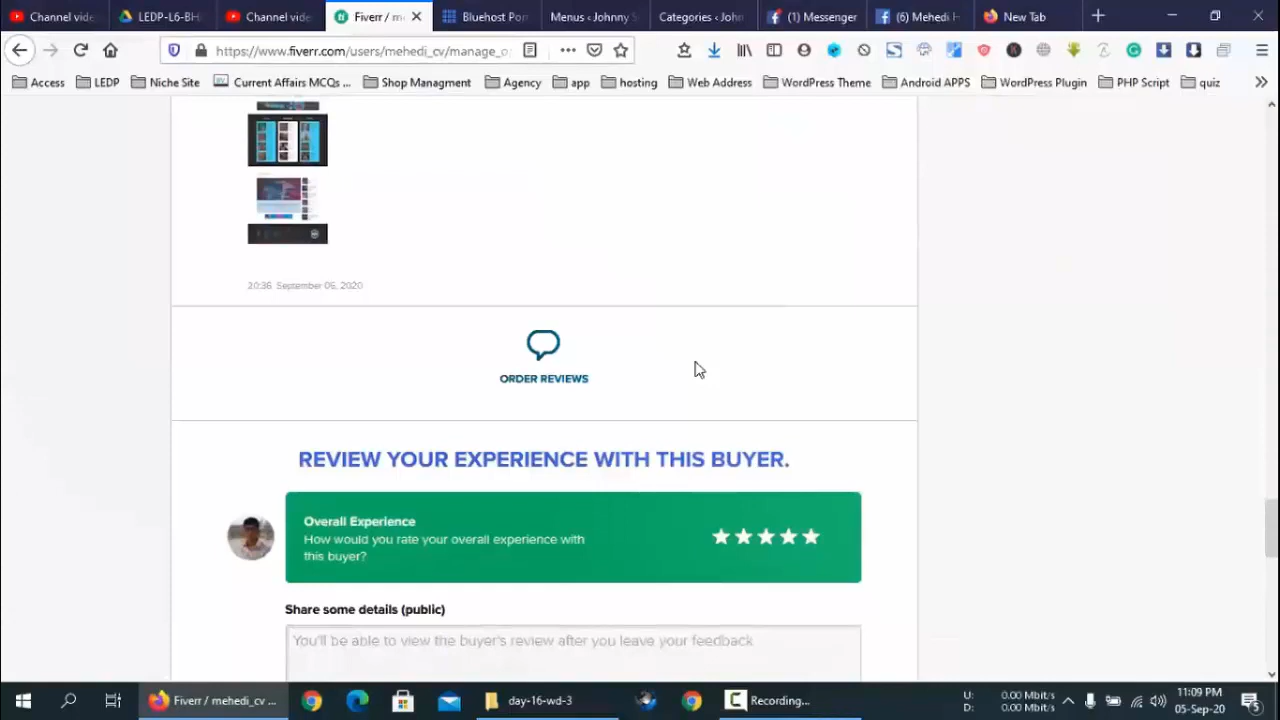 Channel vide
LEDP-L6-BH
Channel vide
Fiverr / me
Bluehost Por
Menus ‹ Johnny S
Categories ‹ John
(1) Messenger
(6) Mehedi H
New Tab
https://www.fiverr.com/users/mehedi_cv/manage_o
Access
LEDP
Niche Site
Current Affairs MCQs ...
Shop Managment
Agency
app
hosting
Web Address
WordPress Theme
Android APPS
WordPress Plugin
PHP Script
quiz
20:36 September 06, 2020
ORDER REVIEWS
REVIEW YOUR EXPERIENCE WITH THIS BUYER.
Overall Experience
How would you rate your overall experience with
this buyer?
Share some details (public)
You'll be able to view the buyer's review after you leave your feedback
Fiverr / mehedi_cv ...
day-16-wd-3
Recording...
U: 0.00 Mbit/s
D: 0.00 Mbit/s
11:09 PM
05-Sep-20
5